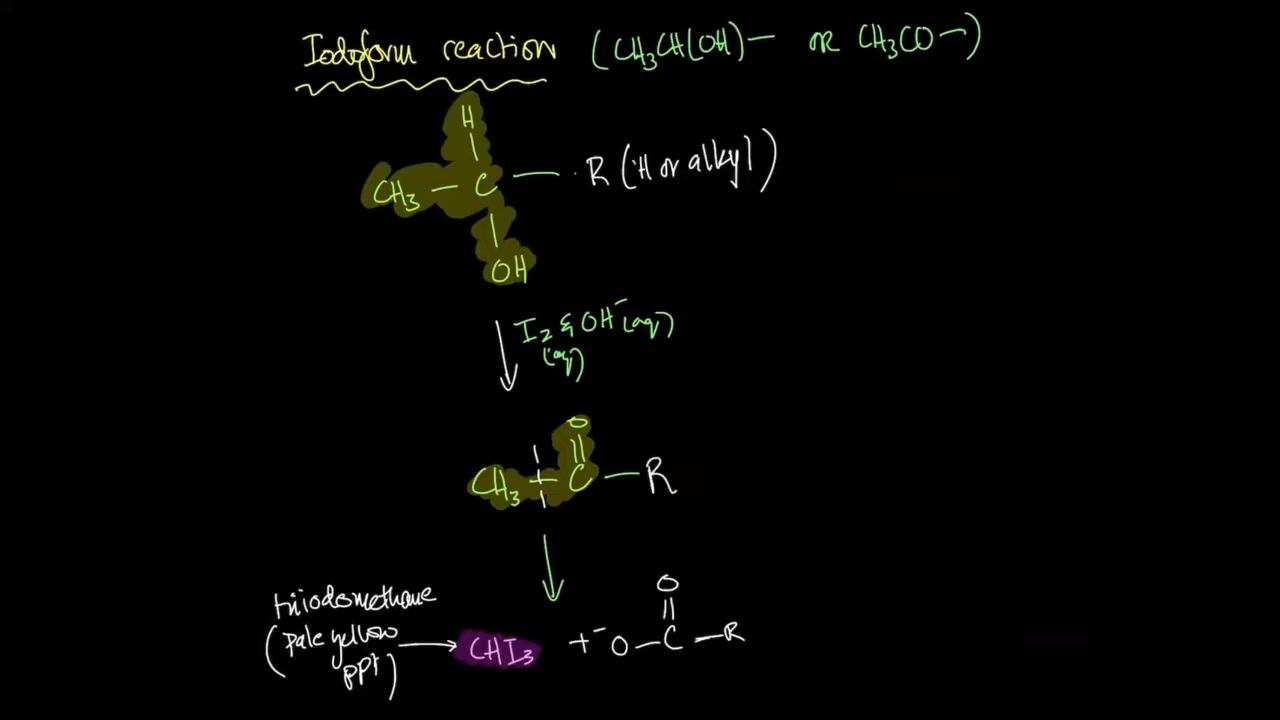 Iodoform reaction (CH₃CH(OH)— or CH₃CO—)
H
CH₃ — C — R (H or alkyl)
OH
I₂ & OH⁻(aq)
(aq)
O
CH₃ — C — R
triiodomethane
(pale yellow → CHI₃ + ⁻O — C — R
ppt)
O